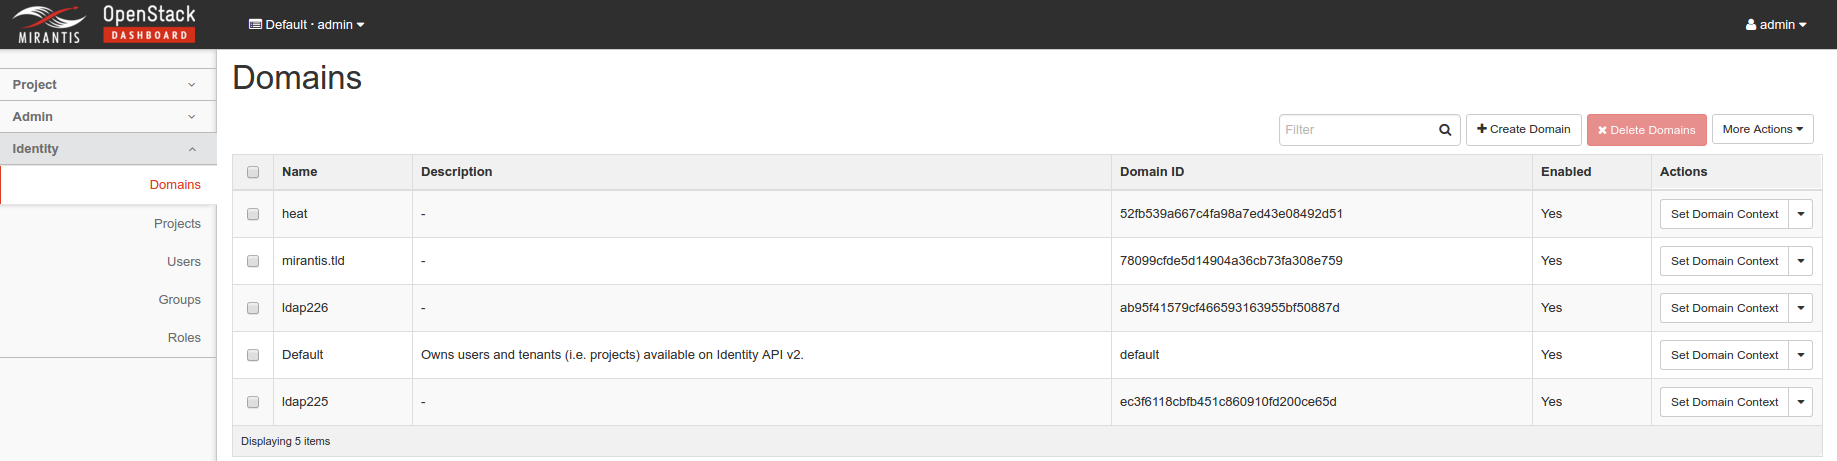 MIRANTIS
OpenStack
DASHBOARD
Default · admin
admin
Project
Admin
Identity
Domains
Projects
Users
Groups
Roles
Domains
Filter
Create Domain
Delete Domains
More Actions
Name Description Domain ID Enabled Actions
heat - 52fb539a667c4fa98a7ed43e08492d51 Yes Set Domain Context
mirantis.tld - 78099cfde5d14904a36cb73fa308e759 Yes Set Domain Context
ldap226 - ab95f41579cf466593163955bf50887d Yes Set Domain Context
Default Owns users and tenants (i.e. projects) available on Identity API v2. default Yes Set Domain Context
ldap225 - ec3f6118cbfb451c860910fd200ce65d Yes Set Domain Context
Displaying 5 items